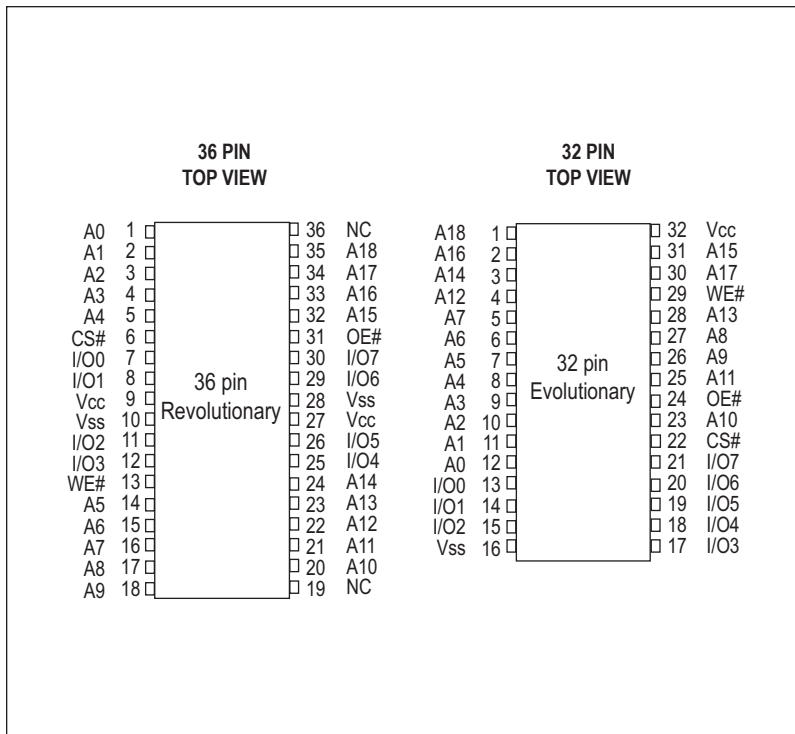 36 PIN
TOP VIEW
A0 1 36 NC
A1 2 35 A18
A2 3 34 A17
A3 4 33 A16
A4 5 32 A15
CS# 6 31 OE#
I/O0 7 30 I/O7
I/O1 8 29 I/O6
Vcc 9 28 Vss
Vss 10 27 Vcc
I/O2 11 26 I/O5
I/O3 12 25 I/O4
WE# 13 24 A14
A5 14 23 A13
A6 15 22 A12
A7 16 21 A11
A8 17 20 A10
A9 18 19 NC
36 pin
Revolutionary
32 PIN
TOP VIEW
A18 1 32 Vcc
A16 2 31 A15
A14 3 30 A17
A12 4 29 WE#
A7 5 28 A13
A6 6 27 A8
A5 7 26 A9
A4 8 25 A11
A3 9 24 OE#
A2 10 23 A10
A1 11 22 CS#
A0 12 21 I/O7
I/O0 13 20 I/O6
I/O1 14 19 I/O5
I/O2 15 18 I/O4
Vss 16 17 I/O3
32 pin
Evolutionary